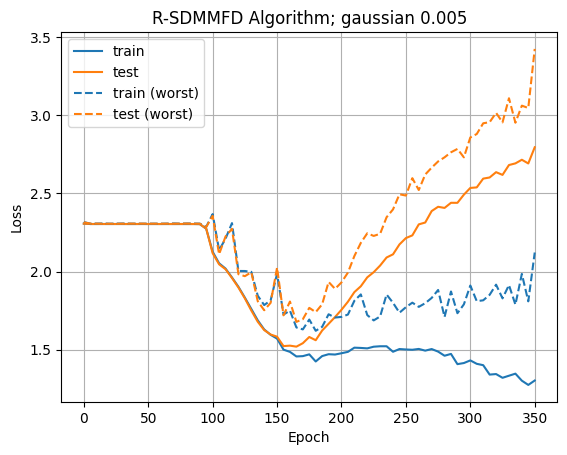 R-SDMMFD Algorithm; gaussian 0.005
train
test
train (worst)
test (worst)
3.5
3.0
2.5
2.0
1.5
Loss
0 50 100 150 200 250 300 350
Epoch